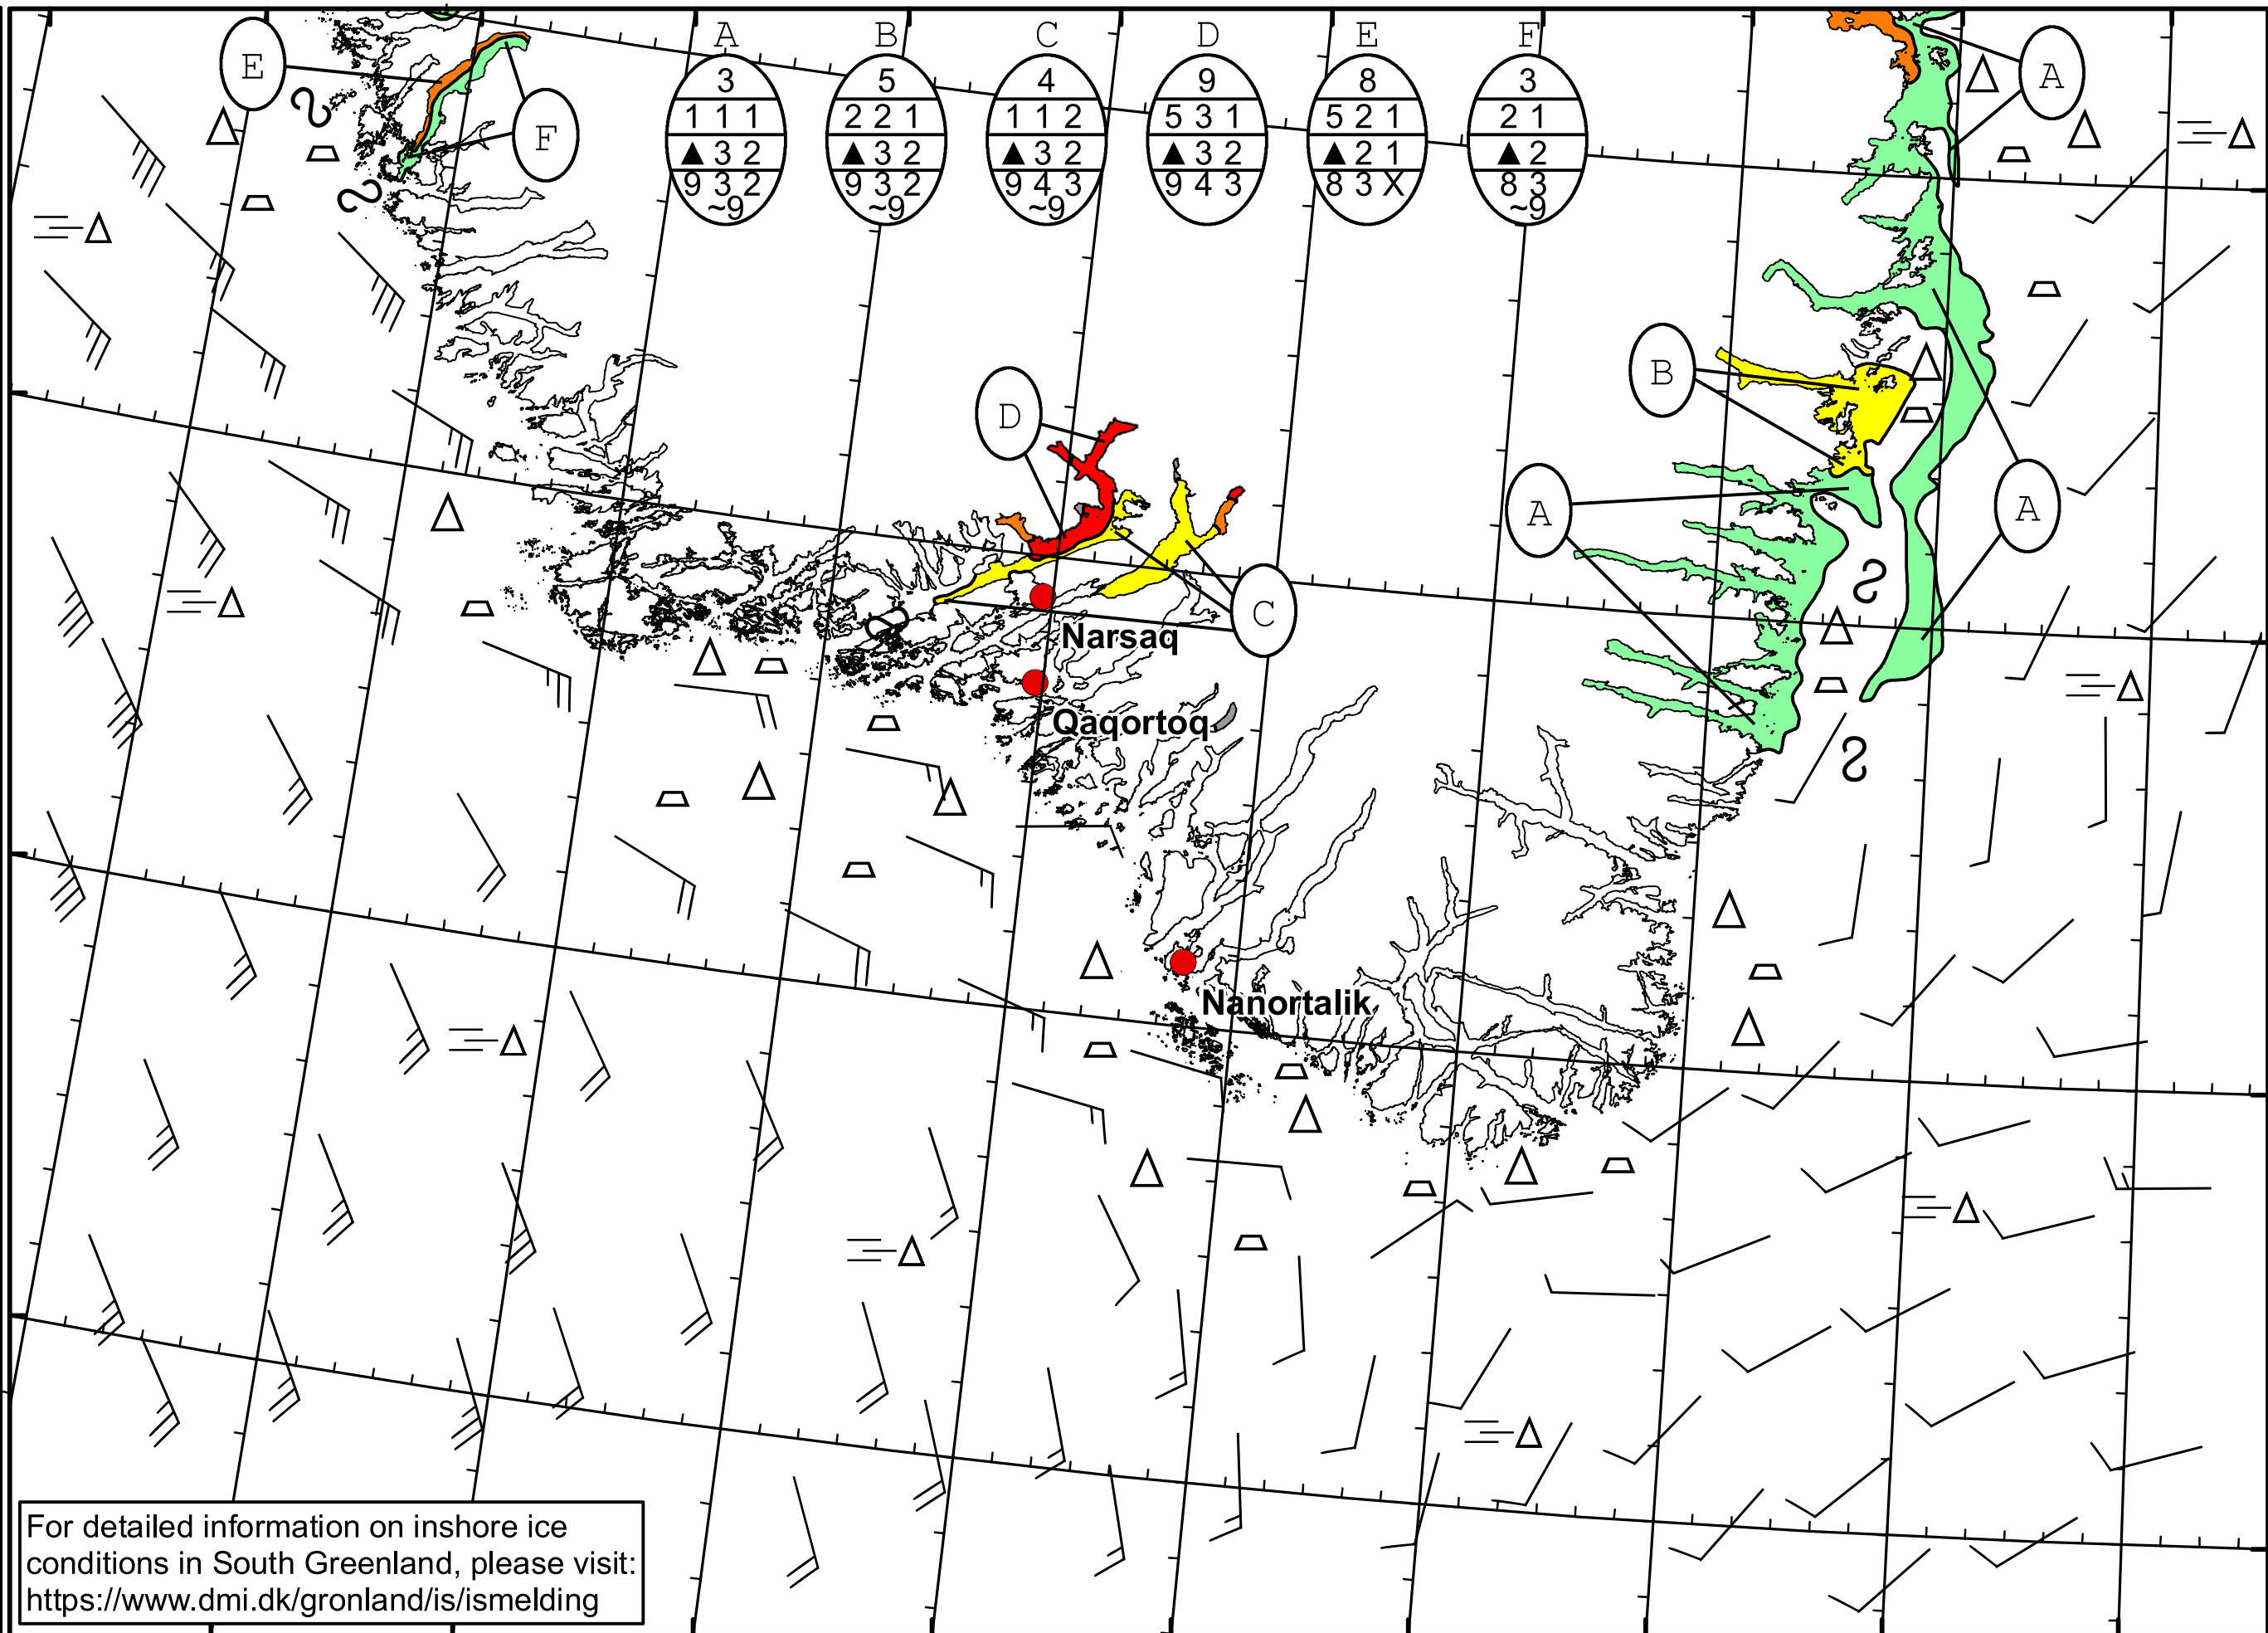 A B C D E F
3 5 4 9 8 3
1 1 1 2 2 1 1 1 2 5 3 1 5 2 1 2 1
▲ 3 2 ▲ 3 2 ▲ 3 2 ▲ 3 2 ▲ 2 1 ▲ 2
9 3 2 9 3 2 9 4 3 9 4 3 8 3 X 8 3
~9 ~9 ~9 ~9
E
A
F
B
D
A
A
C
Narsaq
Qaqortoq
Nanortalik
For detailed information on inshore ice
conditions in South Greenland, please visit:
https://www.dmi.dk/gronland/is/ismelding